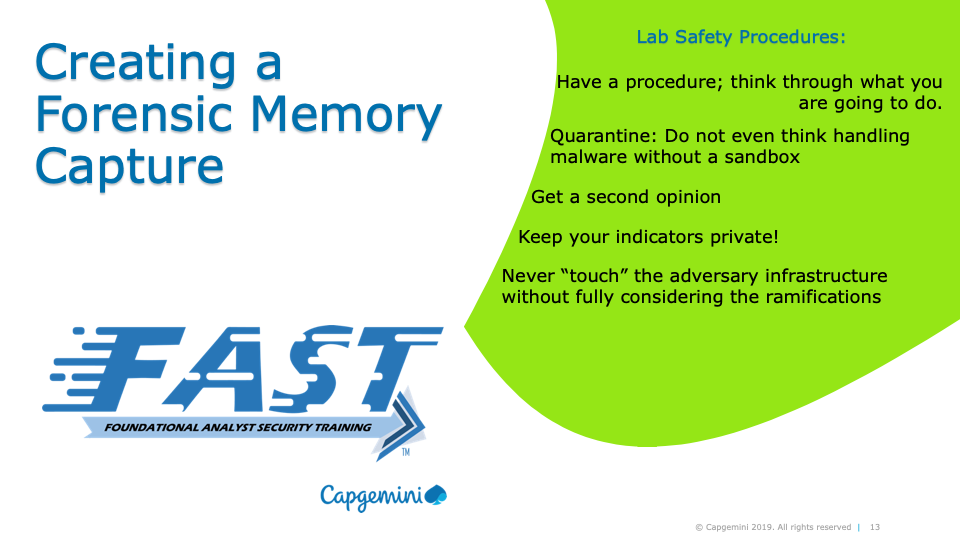 Creating a
Forensic Memory
Capture
Lab Safety Procedures:
Have a procedure; think through what you
are going to do.
Quarantine: Do not even think handling
malware without a sandbox
Get a second opinion
Keep your indicators private!
Never “touch” the adversary infrastructure
without fully considering the ramifications
FAST
FOUNDATIONAL ANALYST SECURITY TRAINING
TM
Capgemini
© Capgemini 2019. All rights reserved | 13